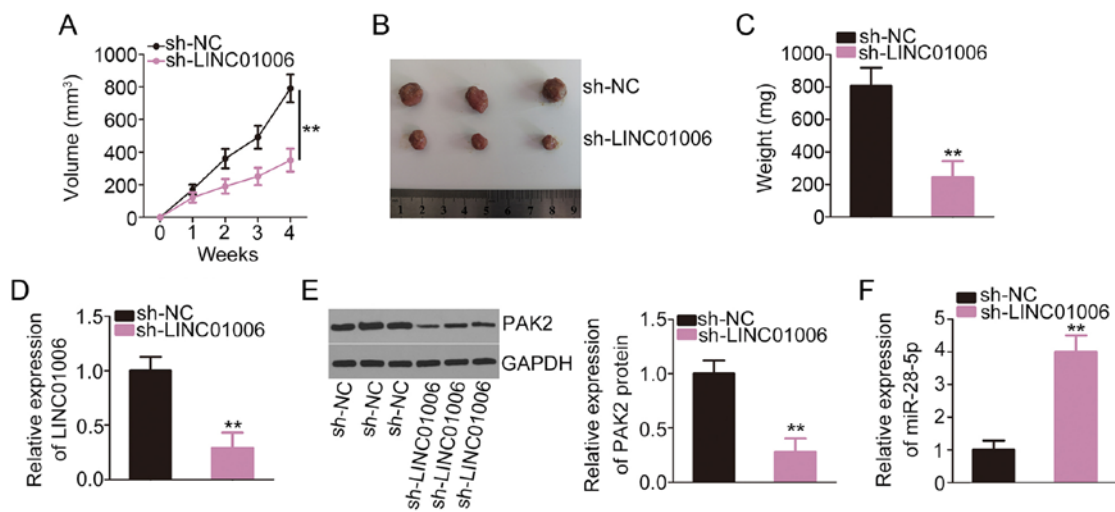 A
sh-NC
sh-LINC01006
1000
800
600
400
200
0
Volume (mm³)
**
0 1 2 3 4
Weeks
B
sh-NC
sh-LINC01006
1 2 3 4 5 6 7 8 9
C
sh-NC
sh-LINC01006
1000
800
600
400
200
0
Weight (mg)
**
D
sh-NC
sh-LINC01006
1.5
1.0
0.5
0.0
Relative expression
of LINC01006
**
E
PAK2
GAPDH
sh-NC
sh-NC
sh-NC
sh-LINC01006
sh-LINC01006
sh-LINC01006
sh-NC
sh-LINC01006
1.5
1.0
0.5
0.0
Relative expression
of PAK2 protein
**
F
sh-NC
sh-LINC01006
6
5
4
2
0
Relative expression
of miR-28-5p
**